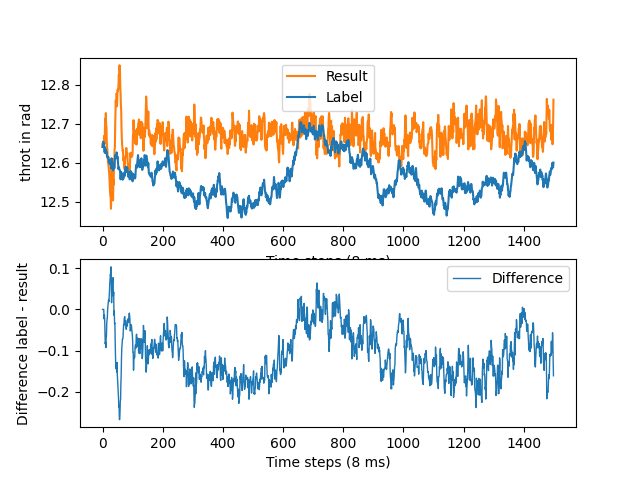 throt in rad
12.8
12.7
12.6
12.5
Result
Label
0 200 400 600 800 1000 1200 1400
Time steps (8 ms)
Difference label - result
0.1
0.0
−0.1
−0.2
Difference
0 200 400 600 800 1000 1200 1400
Time steps (8 ms)